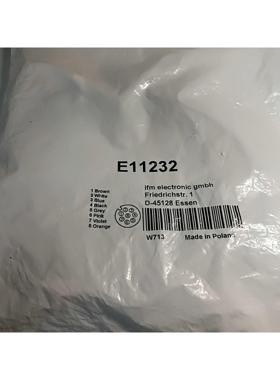 E11232
ifm electronic gmbh
Friedrichstr. 1
D-45128 Essen
1 Brown
2 White
3 Blue
4 Black
5 Grey
6 Pink
7 Violet
8 Orange
W713
Made in Poland